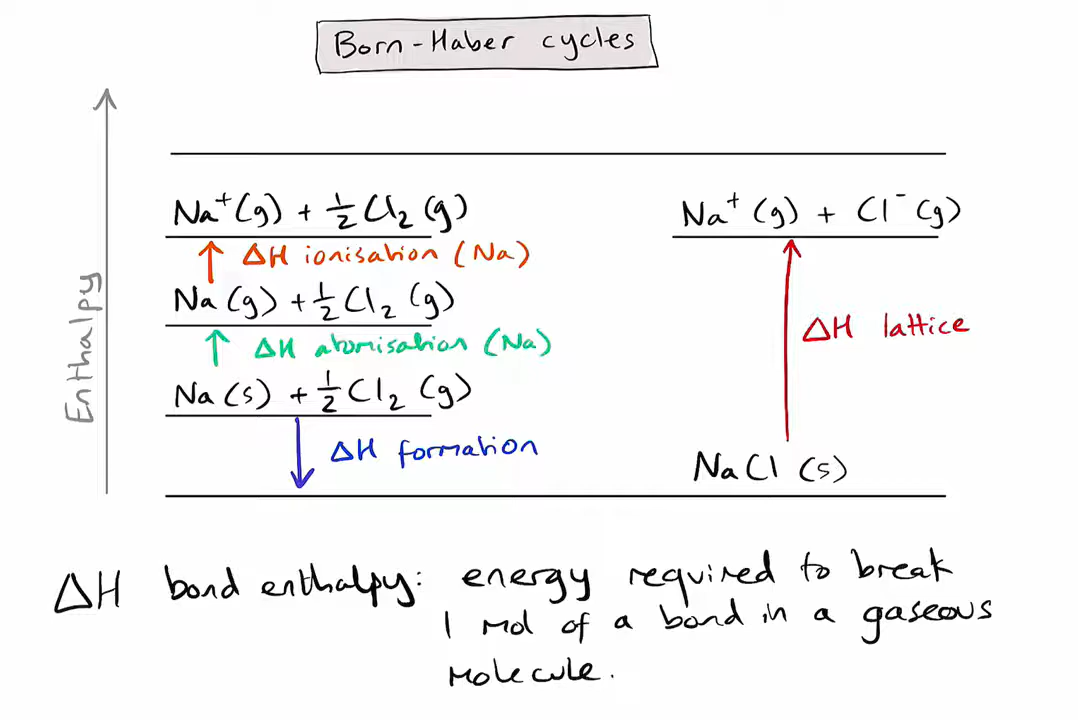 Born-Haber cycles
Na⁺(g) + ½Cl₂(g)
Na⁺(g) + Cl⁻(g)
ΔH ionisation (Na)
Na(g) + ½Cl₂(g)
ΔH lattice
ΔH atomisation (Na)
Enthalpy
Na(s) + ½Cl₂(g)
ΔH formation
NaCl(s)
ΔH bond enthalpy: energy required to break
1 mol of a bond in a gaseous
molecule.